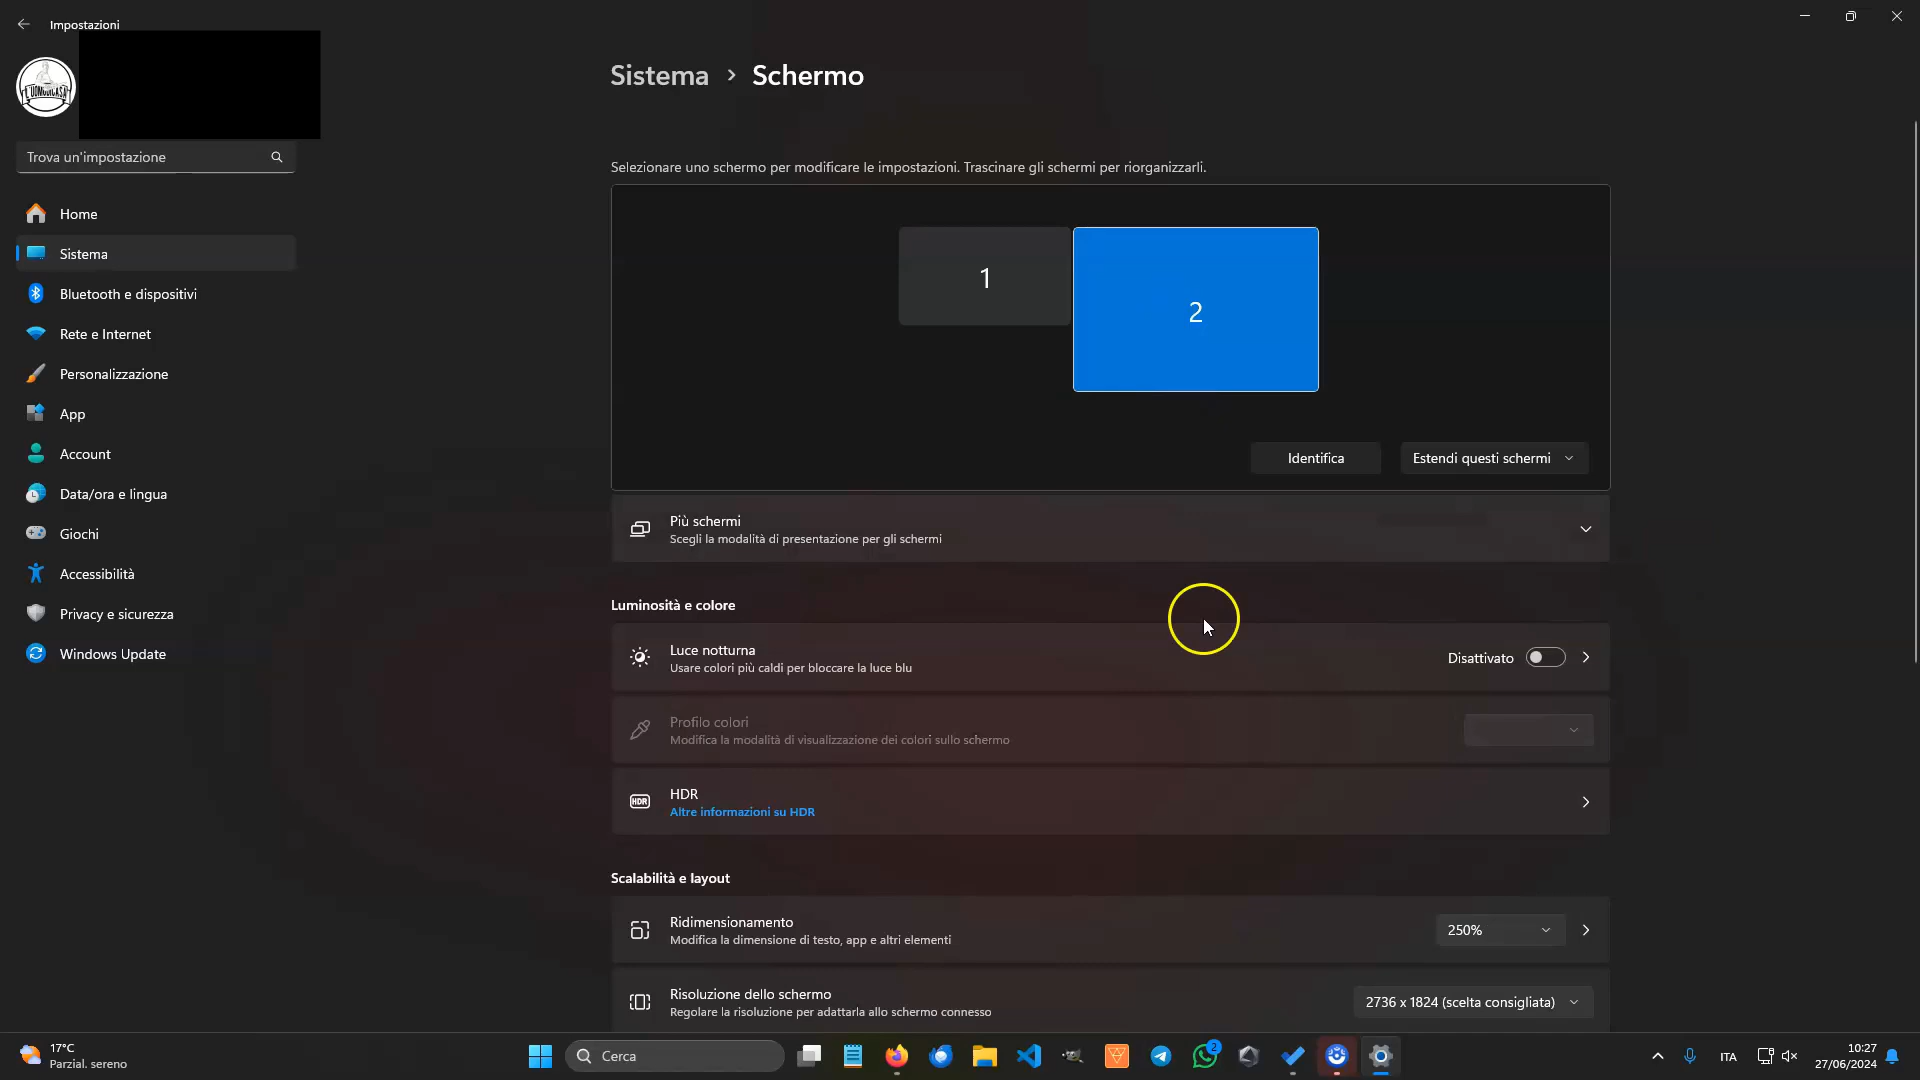 Impostazioni
L'UOMODICASA
Trova un'impostazione
Home
Sistema
Bluetooth e dispositivi
Rete e Internet
Personalizzazione
App
Account
Data/ora e lingua
Giochi
Accessibilità
Privacy e sicurezza
Windows Update
Sistema > Schermo
Selezionare uno schermo per modificare le impostazioni. Trascinare gli schermi per riorganizzarli.
1
2
Identifica
Estendi questi schermi
Più schermi
Scegli la modalità di presentazione per gli schermi
Luminosità e colore
Luce notturna
Usare colori più caldi per bloccare la luce blu
Disattivato
Profilo colori
Modifica la modalità di visualizzazione dei colori sullo schermo
HDR
HDR
Altre informazioni su HDR
Scalabilità e layout
Ridimensionamento
Modifica la dimensione di testo, app e altri elementi
250%
Risoluzione dello schermo
Regolare la risoluzione per adattarla allo schermo connesso
2736 x 1824 (scelta consigliata)
17°C
Parzial. sereno
Cerca
2
ITA
10:27
27/06/2024